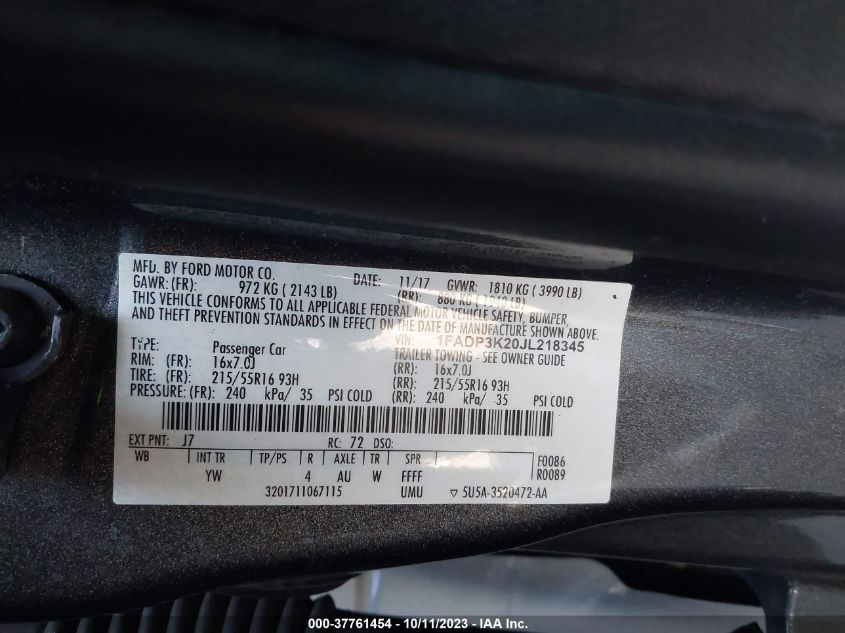 MFD. BY FORD MOTOR CO.
DATE: 11/17 GVWR: 1810 KG ( 3990 LB)
GAWR: (FR): 972 KG ( 2143 LB) (RR): 880 KG ( LB)
THIS VEHICLE CONFORMS TO ALL APPLICABLE FEDERAL MOTOR VEHICLE SAFETY, BUMPER,
AND THEFT PREVENTION STANDARDS IN EFFECT ON THE DATE OF MANUFACTURE SHOWN ABOVE.
VIN: 1FADP3K20JL218345
TYPE: Passenger Car TRAILER TOWING - SEE OWNER GUIDE
RIM: (FR): 16x7.0J (RR): 16x7.0J
TIRE: (FR): 215/55R16 93H (RR): 215/55R16 93H
PRESSURE: (FR): 240 kPa/ 35 PSI COLD (RR): 240 kPa/ 35 PSI COLD
EXT PNT: J7 RC: 72 DSO:
WB INT TR TP/PS R AXLE TR SPR F0086
YW 4 AU W FFFF R0089
3201711067115 UMU ▽ 5U5A-3520472-AA
000-37761454 - 10/11/2023 - IAA Inc.